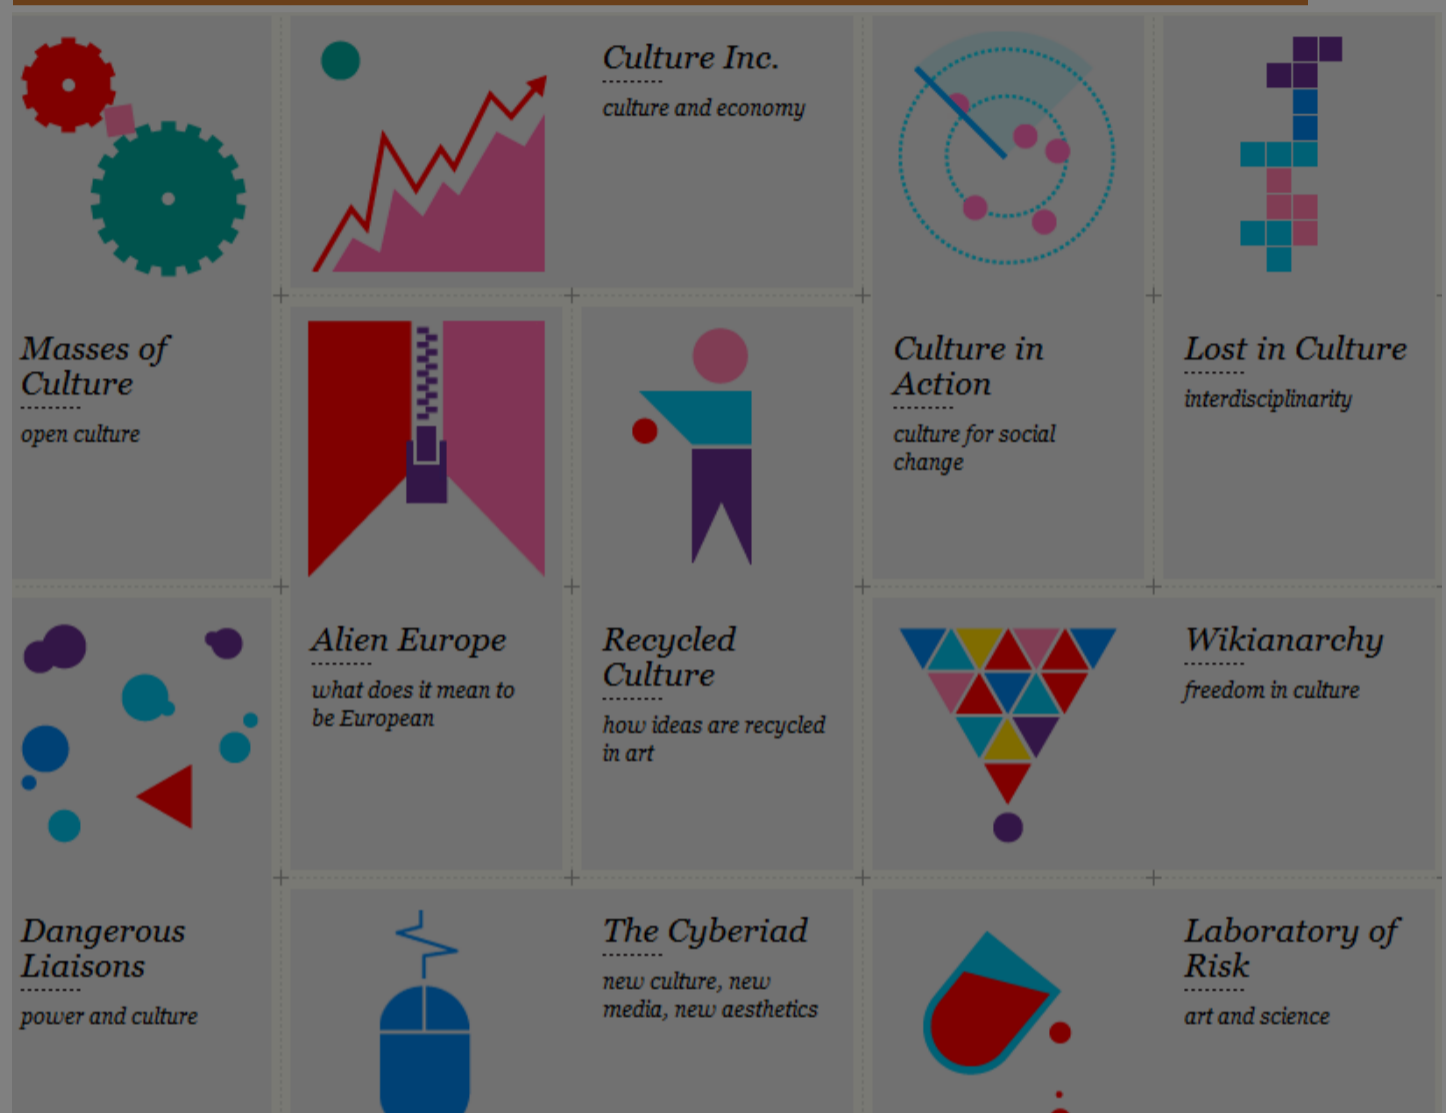 Culture Inc.
culture and economy
Masses of
Culture
open culture
Culture in
Action
culture for social
change
Lost in Culture
interdisciplinarity
Alien Europe
what does it mean to
be European
Recycled
Culture
how ideas are recycled
in art
Wikianarchy
freedom in culture
Dangerous
Liaisons
power and culture
The Cyberiad
new culture, new
media, new aesthetics
Laboratory of
Risk
art and science